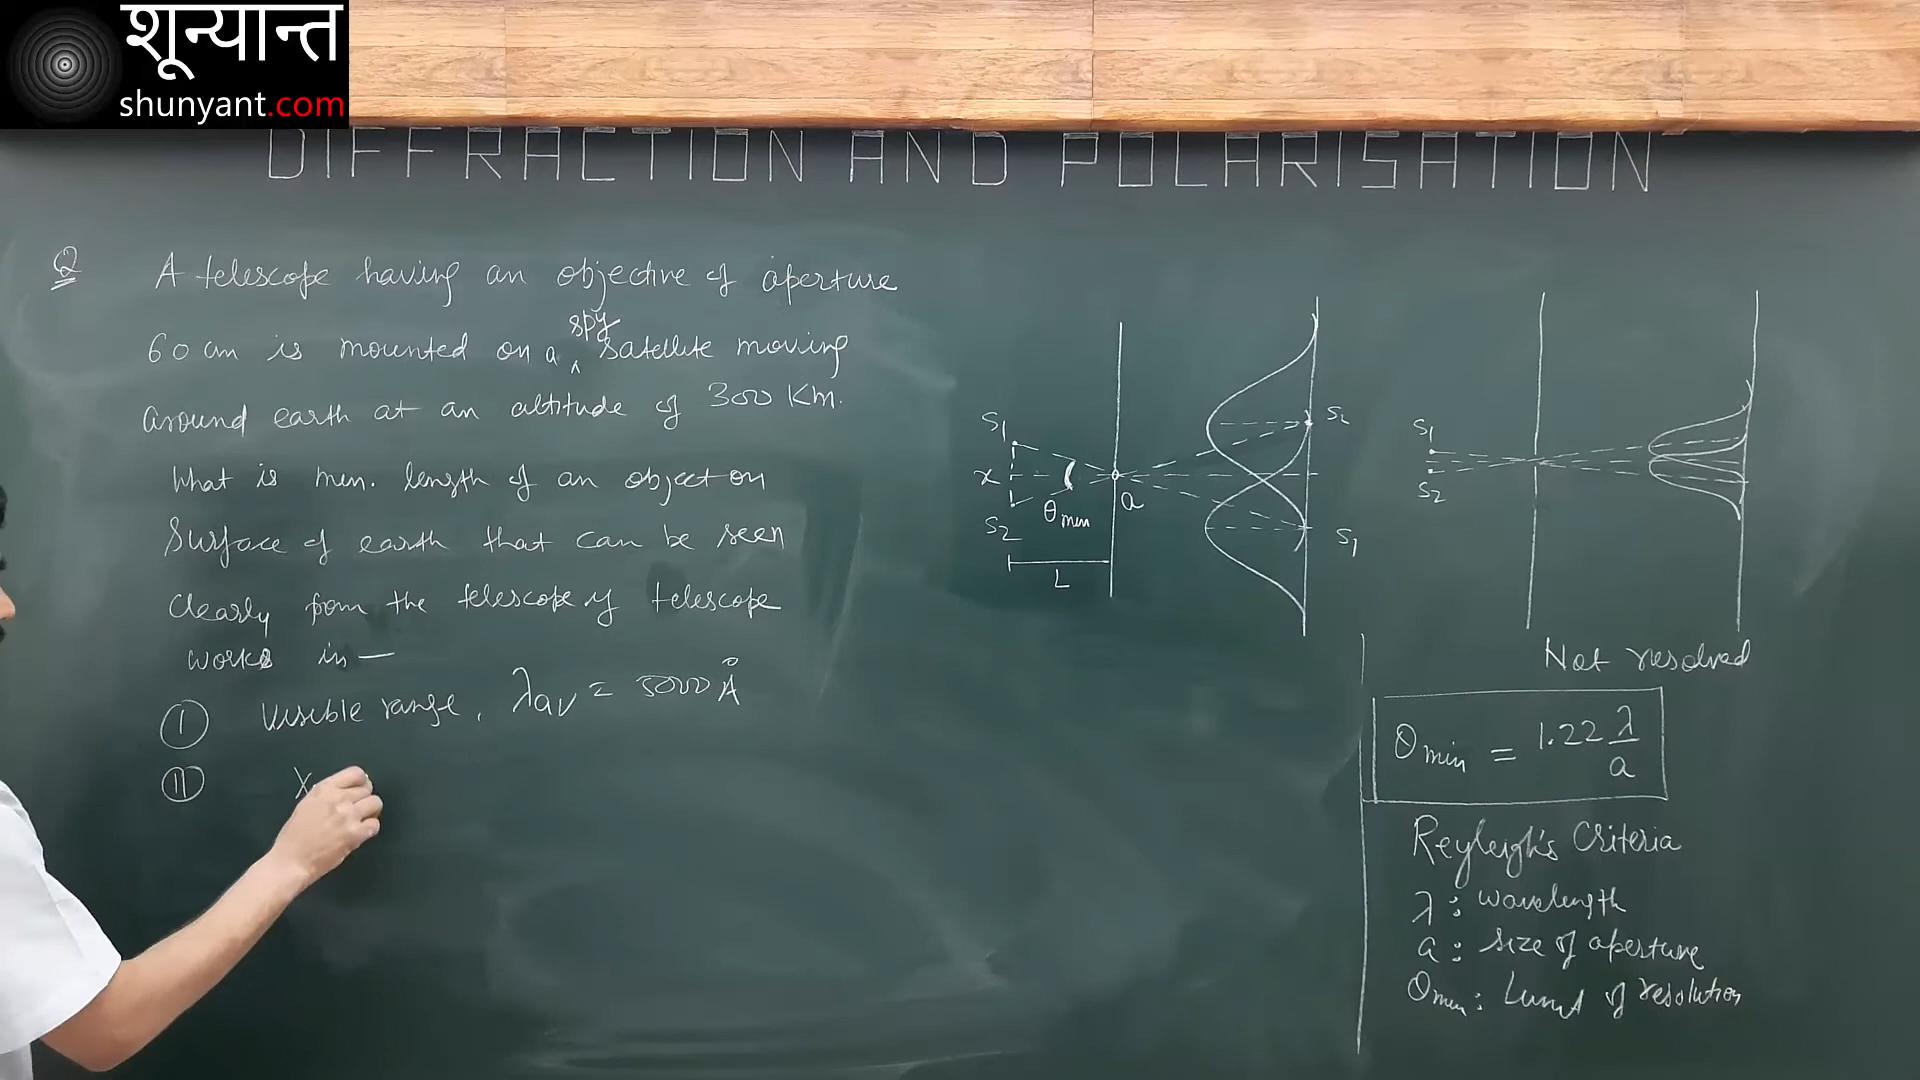 शून्यान्त
shunyant.com
DIFFRACTION AND POLARISATION
Q A telescope having an objective of aperture
60 cm is mounted on a spy satellite moving
around earth at an altitude of 300 Km.
What is min. length of an object on
Surface of earth that can be seen
clearly from the telescope if telescope
works in —
I Visible range, λav = 5000 Å
II X
S1
x
S2
θmin
a
L
S2
S1
S1
S2
Not resolved
θmin = 1.22 λ/a
Reyleigh's Criteria
λ : wavelength
a : size of aperture
θmin : Limit of resolution